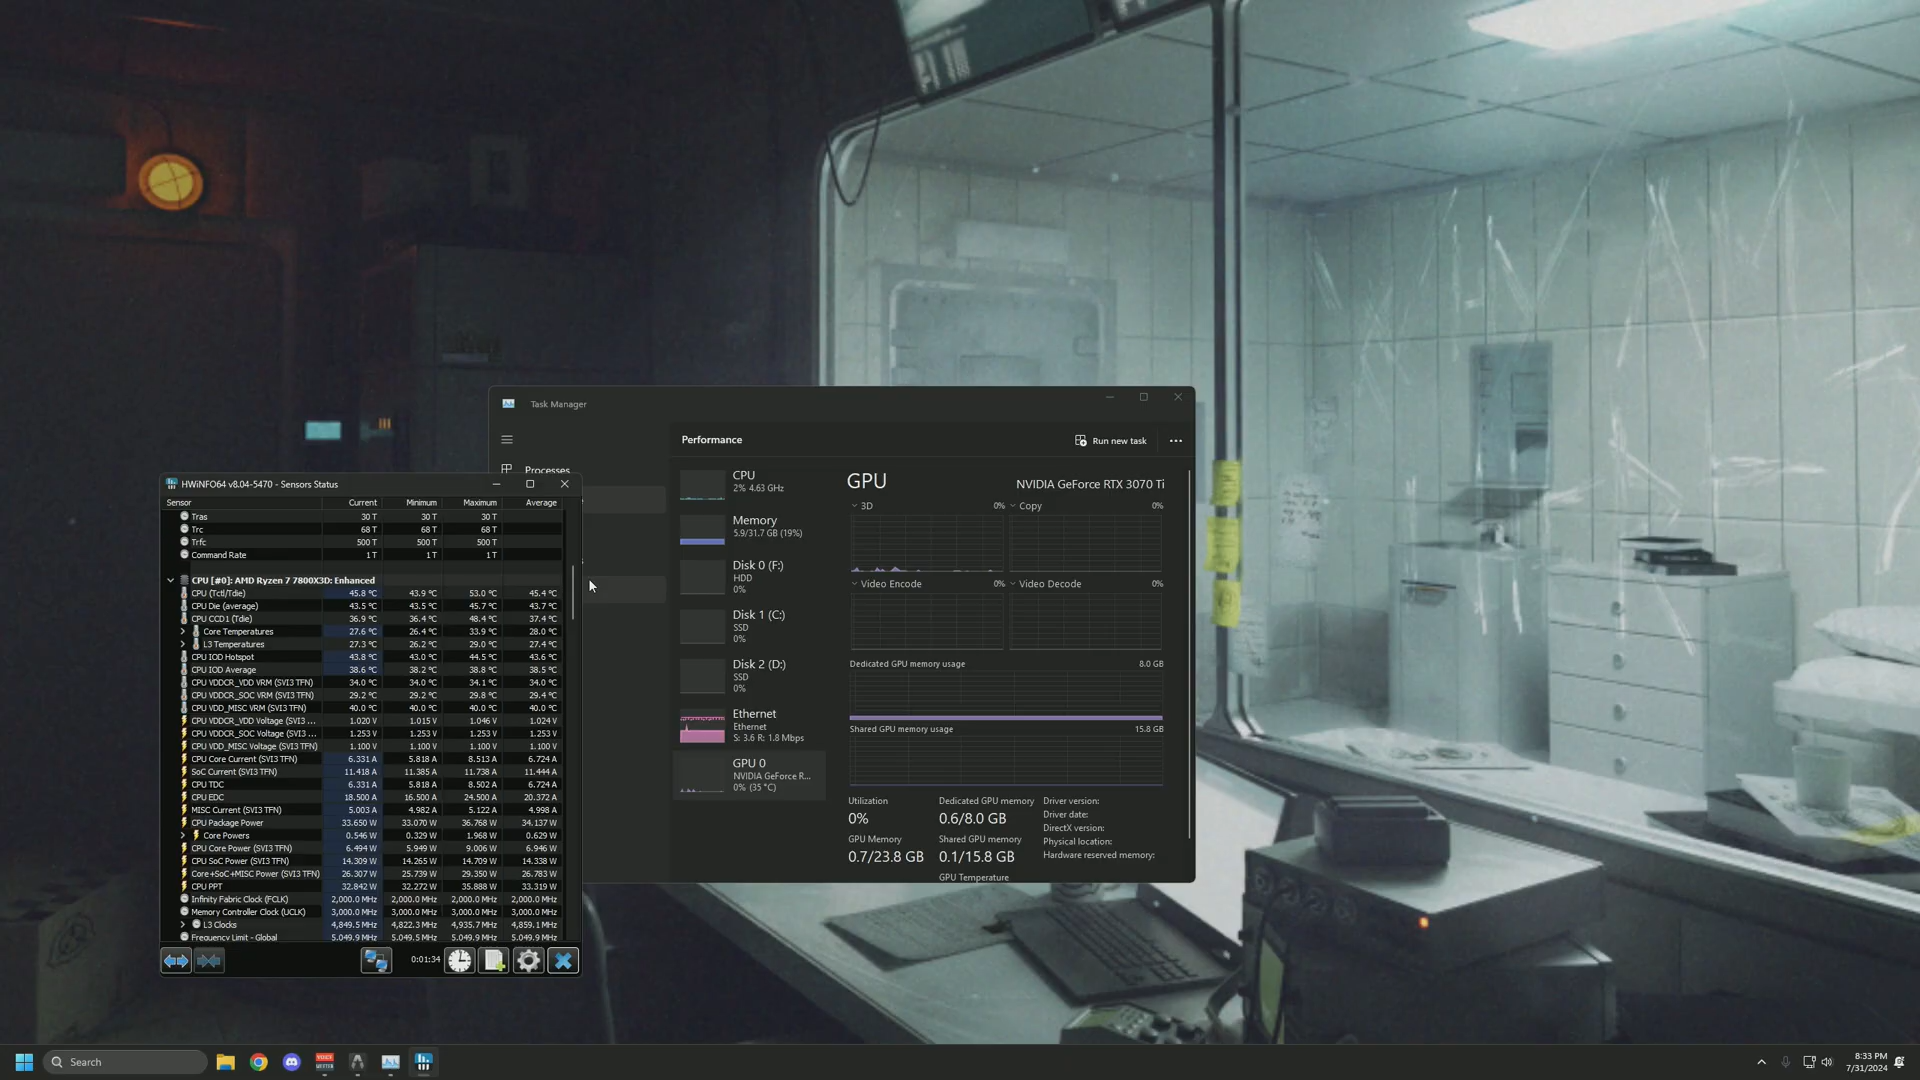 Task Manager
Performance
Run new task
Processes
CPU
2% 4.63 GHz
Memory
5.9/31.7 GB (19%)
Disk 0 (F:)
HDD
0%
Disk 1 (C:)
SSD
0%
Disk 2 (D:)
SSD
0%
Ethernet
Ethernet
S: 3.6 R: 1.8 Mbps
GPU 0
NVIDIA GeForce R...
0% (35 °C)
GPU NVIDIA GeForce RTX 3070 Ti
3D 0% Copy 0%
Video Encode 0% Video Decode 0%
Dedicated GPU memory usage 8.0 GB
Shared GPU memory usage 15.8 GB
Utilization
0%
Dedicated GPU memory
0.6/8.0 GB
GPU Memory
0.7/23.8 GB
Shared GPU memory
0.1/15.8 GB
GPU Temperature
Driver version:
Driver date:
DirectX version:
Physical location:
Hardware reserved memory:
HWiNFO64 v8.04-5470 - Sensors Status
Sensor Current Minimum Maximum Average
Tras 30 T 30 T 30 T
Trc 68 T 68 T 68 T
Trfc 500 T 500 T 500 T
Command Rate 1 T 1 T 1 T
CPU [#0]: AMD Ryzen 7 7800X3D: Enhanced
CPU (Tctl/Tdie) 45.8 °C 43.9 °C 53.0 °C 45.4 °C
CPU Die (average) 43.5 °C 43.5 °C 45.7 °C 43.7 °C
CPU CCD1 (Tdie) 36.9 °C 36.4 °C 48.4 °C 37.4 °C
Core Temperatures 27.6 °C 26.4 °C 33.9 °C 28.0 °C
L3 Temperatures 27.3 °C 26.2 °C 29.0 °C 27.4 °C
CPU IOD Hotspot 43.8 °C 43.0 °C 44.5 °C 43.6 °C
CPU IOD Average 38.6 °C 38.2 °C 38.8 °C 38.5 °C
CPU VDDCR_VDD VRM (SVI3 TFN) 34.0 °C 34.0 °C 34.1 °C 34.0 °C
CPU VDDCR_SOC VRM (SVI3 TFN) 29.2 °C 29.2 °C 29.8 °C 29.4 °C
CPU VDD_MISC VRM (SVI3 TFN) 40.0 °C 40.0 °C 40.0 °C 40.0 °C
CPU VDDCR_VDD Voltage (SVI3 ... 1.020 V 1.015 V 1.046 V 1.024 V
CPU VDDCR_SOC Voltage (SVI3 ... 1.253 V 1.253 V 1.253 V 1.253 V
CPU VDD_MISC Voltage (SVI3 TFN) 1.100 V 1.100 V 1.100 V 1.100 V
CPU Core Current (SVI3 TFN) 6.331 A 5.818 A 8.513 A 6.724 A
SoC Current (SVI3 TFN) 11.418 A 11.385 A 11.738 A 11.444 A
CPU TDC 6.331 A 5.818 A 8.502 A 6.724 A
CPU EDC 18.500 A 16.500 A 24.500 A 20.372 A
MISC Current (SVI3 TFN) 5.003 A 4.982 A 5.122 A 4.998 A
CPU Package Power 33.650 W 33.070 W 36.768 W 34.137 W
Core Powers 0.546 W 0.329 W 1.968 W 0.629 W
CPU Core Power (SVI3 TFN) 6.494 W 5.949 W 9.006 W 6.946 W
CPU SoC Power (SVI3 TFN) 14.309 W 14.265 W 14.709 W 14.338 W
Core+SoC+MISC Power (SVI3 TFN) 26.307 W 25.739 W 29.350 W 26.783 W
CPU PPT 32.842 W 32.272 W 35.888 W 33.319 W
Infinity Fabric Clock (FCLK) 2,000.0 MHz 2,000.0 MHz 2,000.0 MHz 2,000.0 MHz
Memory Controller Clock (UCLK) 3,000.0 MHz 3,000.0 MHz 3,000.0 MHz 3,000.0 MHz
L3 Clocks 4,849.5 MHz 4,822.3 MHz 4,935.7 MHz 4,859.1 MHz
Frequency Limit - Global 5,049.9 MHz 5,049.5 MHz 5,049.9 MHz 5,049.9 MHz
0:01:34
Search
8:33 PM
7/31/2024